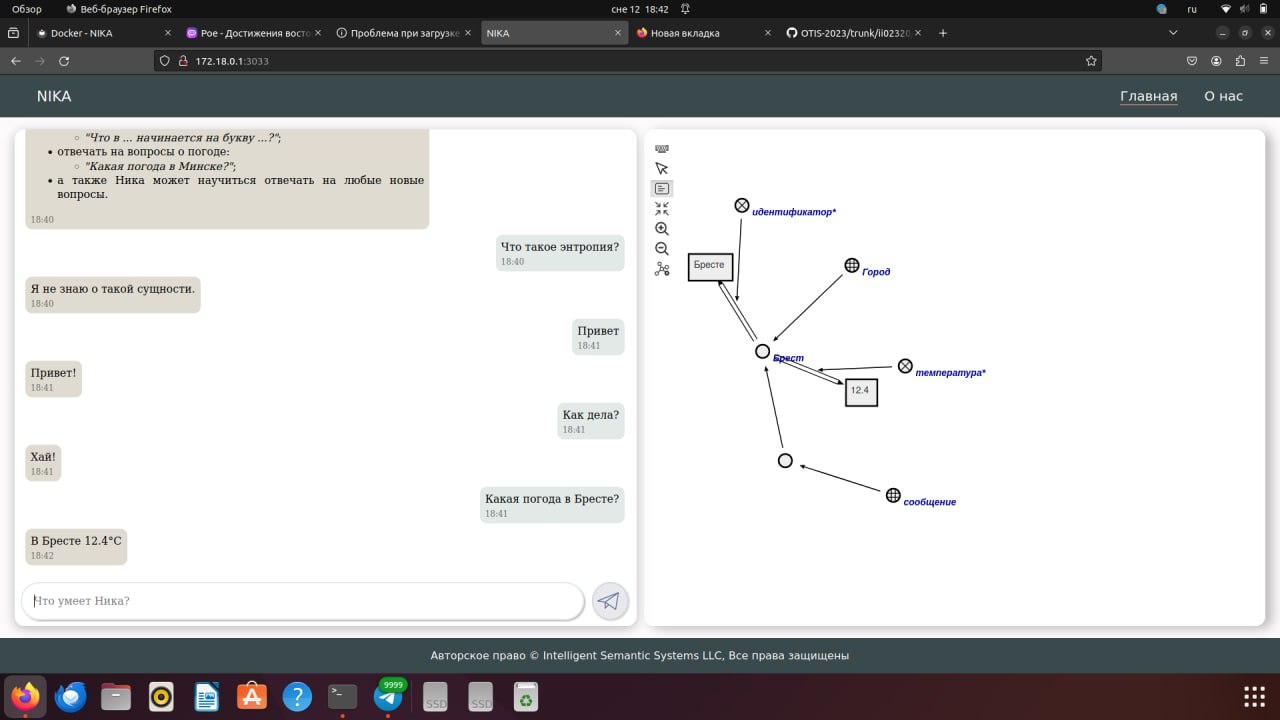 Обзор
Веб-браузер Firefox
сне 12 18:42
ru
Docker - NIKA
Poe - Достижения восто
Проблема при загрузке
NIKA
Новая вкладка
OTIS-2023/trunk/ii02320
172.18.0.1:3033
NIKA
Главная
О нас
"Что в ... начинается на букву ...?";
отвечать на вопросы о погоде:
"Какая погода в Минске?";
а также Ника может научиться отвечать на любые новые
вопросы.
18:40
Что такое энтропия?
18:40
Я не знаю о такой сущности.
18:40
Привет
18:41
Привет!
18:41
Как дела?
18:41
Хай!
18:41
Какая погода в Бресте?
18:41
В Бресте 12.4°C
18:42
Что умеет Ника?
идентификатор*
Бресте
Город
Брест
температура*
12.4
сообщение
Авторское право © Intelligent Semantic Systems LLC, Все права защищены
9999
SSD
SSD